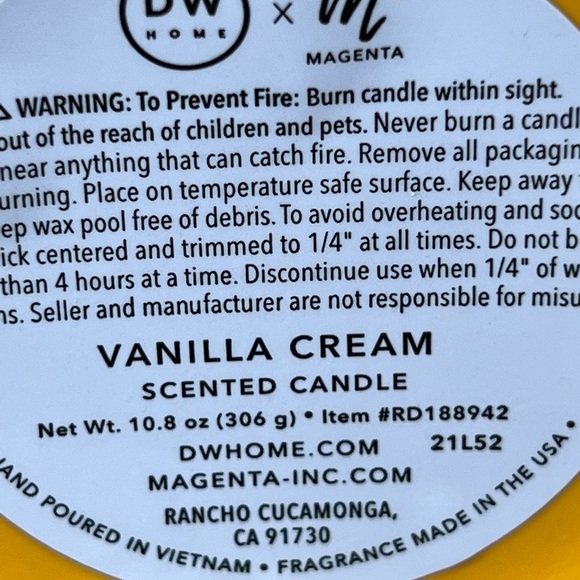 DW
HOME
x m
MAGENTA
WARNING: To Prevent Fire: Burn candle within sight.
out of the reach of children and pets. Never burn a candl
near anything that can catch fire. Remove all packagin
urning. Place on temperature safe surface. Keep away
ep wax pool free of debris. To avoid overheating and soo
ick centered and trimmed to 1/4" at all times. Do not b
than 4 hours at a time. Discontinue use when 1/4" of w
ns. Seller and manufacturer are not responsible for misu
VANILLA CREAM
SCENTED CANDLE
Net Wt. 10.8 oz (306 g) • Item #RD188942
DWHOME.COM 21L52
MAGENTA-INC.COM
RANCHO CUCAMONGA,
CA 91730
HAND POURED IN VIETNAM • FRAGRANCE MADE IN THE USA •